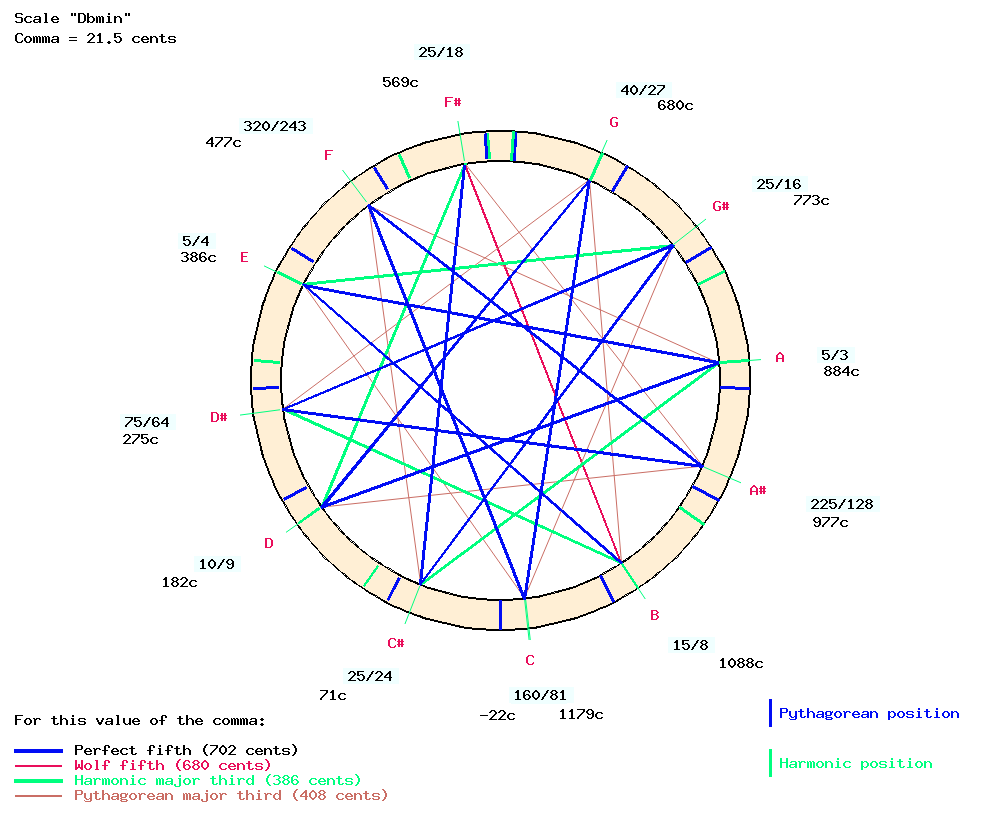 Scale "Dbmin"
Comma = 21.5 cents
25/18
569c
F#
40/27
680c
G
320/243
477c
F
25/16
773c
G#
5/4
386c
E
A
5/3
884c
75/64
275c
D#
A#
225/128
977c
D
10/9
182c
B
15/8
1088c
C#
25/24
71c
C
160/81
-22c 1179c
For this value of the comma:
Perfect fifth (702 cents)
Wolf fifth (680 cents)
Harmonic major third (386 cents)
Pythagorean major third (408 cents)
Pythagorean position
Harmonic position